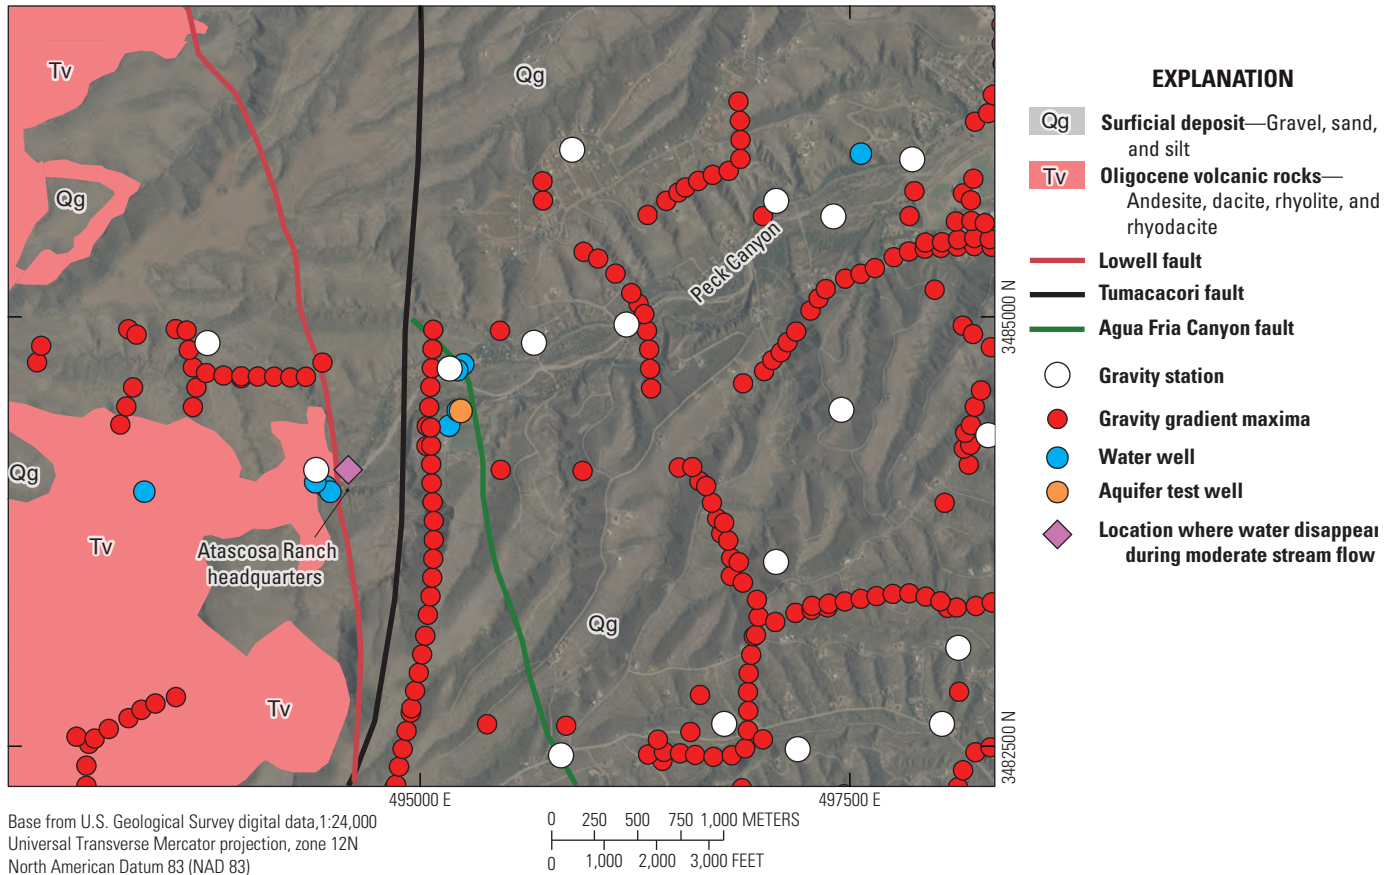 Tv
Qg
Qg
Peck Canyon
3485000 N
Qg
Tv
Atascosa Ranch
headquarters
Qg
Tv
3482500 N
495000 E
497500 E
EXPLANATION
Qg
Surficial deposit—Gravel, sand,
and silt
Tv
Oligocene volcanic rocks—
Andesite, dacite, rhyolite, and
rhyodacite
Lowell fault
Tumacacori fault
Agua Fria Canyon fault
Gravity station
Gravity gradient maxima
Water well
Aquifer test well
Location where water disappear
during moderate stream flow
Base from U.S. Geological Survey digital data,1:24,000
Universal Transverse Mercator projection, zone 12N
North American Datum 83 (NAD 83)
0 250 500 750 1,000 METERS
0 1,000 2,000 3,000 FEET